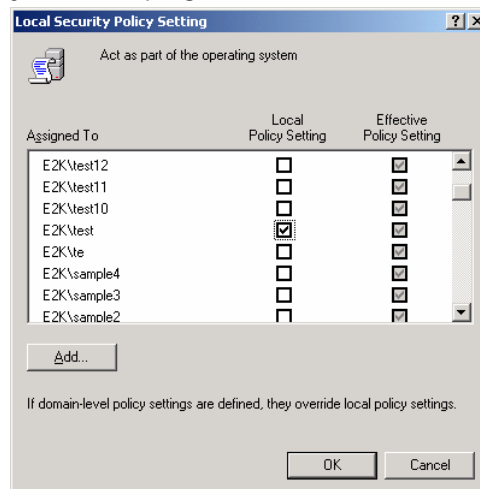 Local Security Policy Setting
Act as part of the operating system
Local Effective
Assigned To Policy Setting Policy Setting
E2K\test12
E2K\test11
E2K\test10
E2K\test
E2K\te
E2K\sample4
E2K\sample3
E2K\sample2
Add...
If domain-level policy settings are defined, they override local policy settings.
OK Cancel